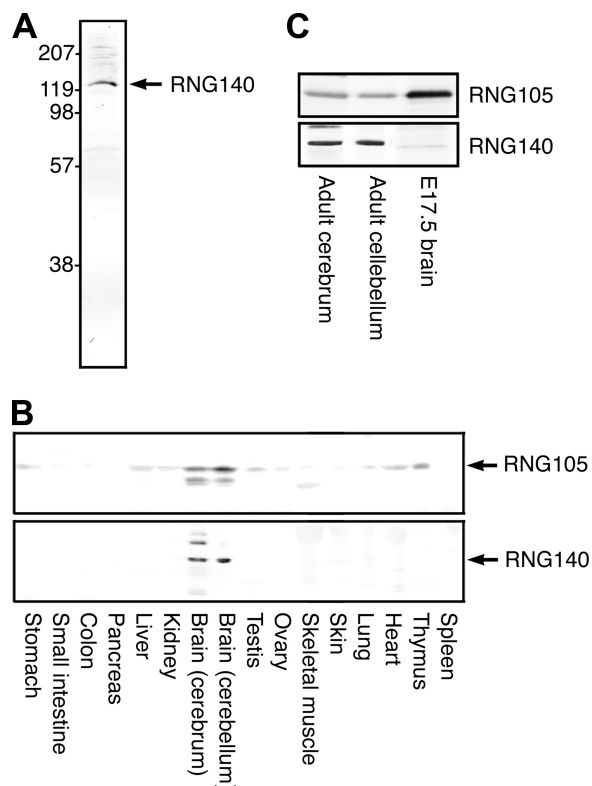 A
207
119
98
57
38
RNG140
C
RNG105
RNG140
Adult cerebrum
Adult cellebellum
E17.5 brain
B
RNG105
RNG140
Stomach
Small intestine
Colon
Pancreas
Liver
Kidney
Brain (cerebrum)
Brain (cerebellum)
Testis
Ovary
Skeletal muscle
Skin
Lung
Heart
Thymus
Spleen